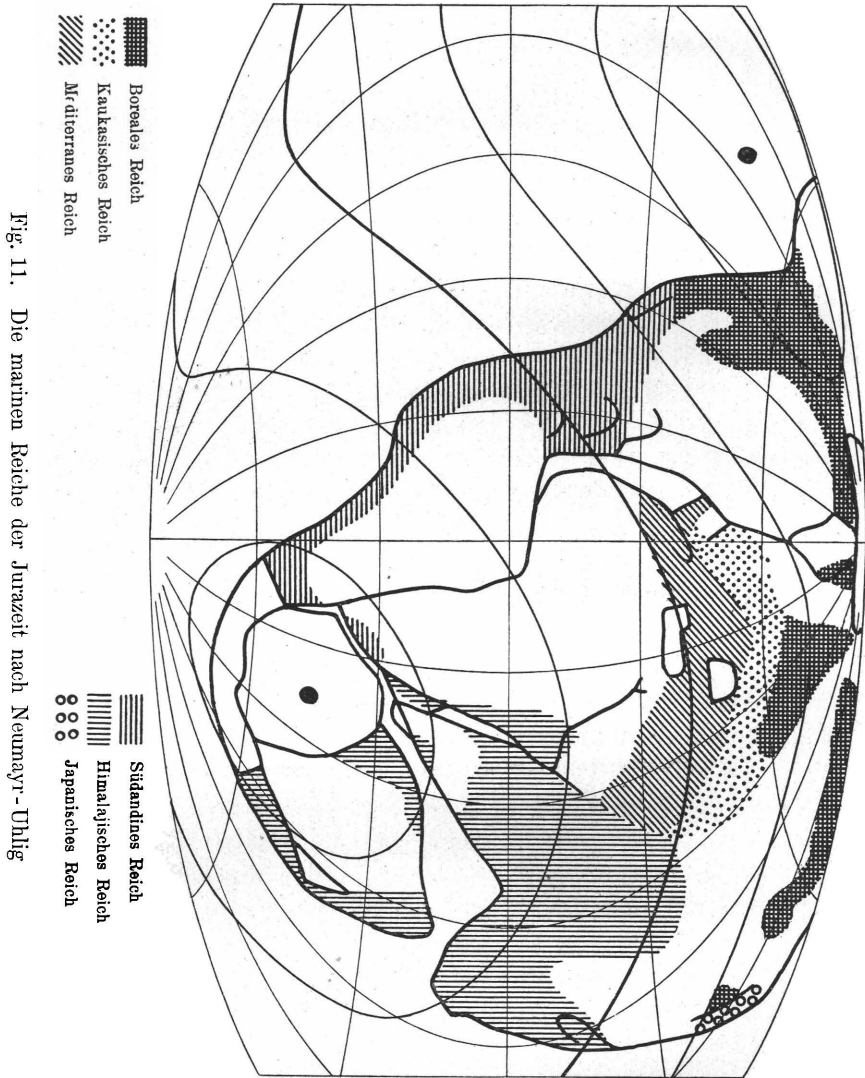 Boreales Reich
Kaukasisches Reich
Mediterranes Reich
Südandines Reich
Himalajisches Reich
Japanisches Reich
Fig. 11. Die marinen Reiche der Jurazeit nach Neumayr-Uhlig